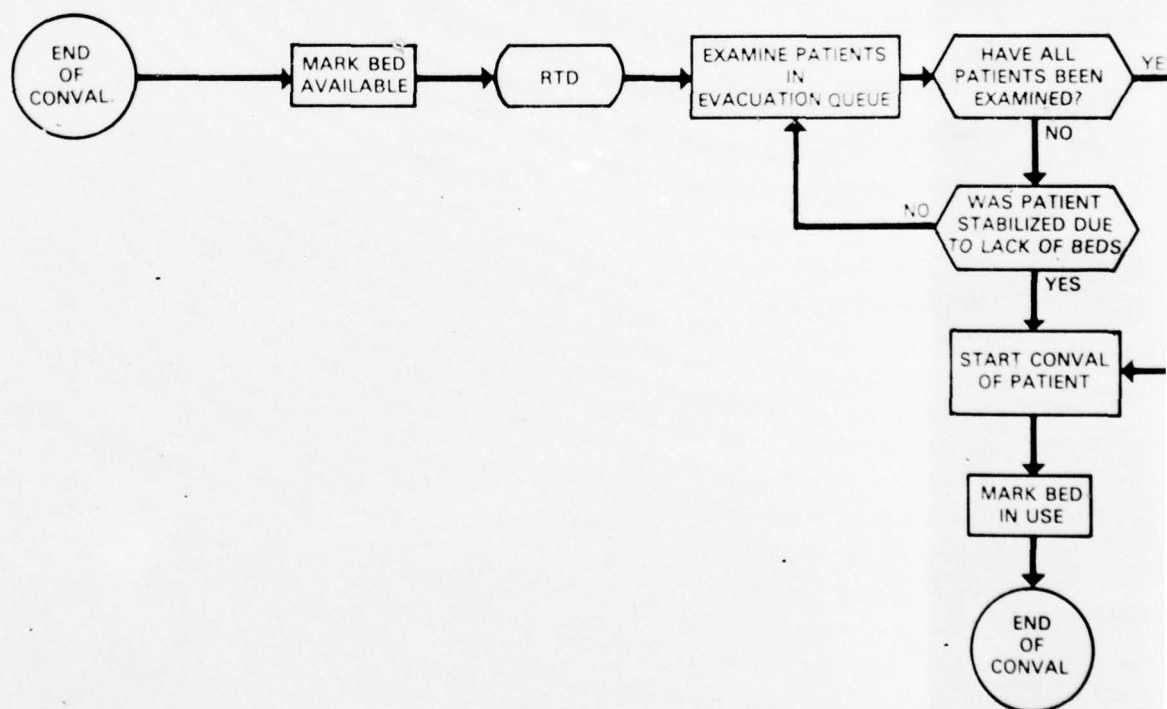 END
OF
CONVAL.
MARK BED
AVAILABLE
RTD
EXAMINE PATIENTS
IN
EVACUATION QUEUE
HAVE ALL
PATIENTS BEEN
EXAMINED?
YES
NO
WAS PATIENT
STABILIZED DUE
TO LACK OF BEDS
NO
YES
START CONVAL
OF PATIENT
MARK BED
IN USE
END
OF
CONVAL